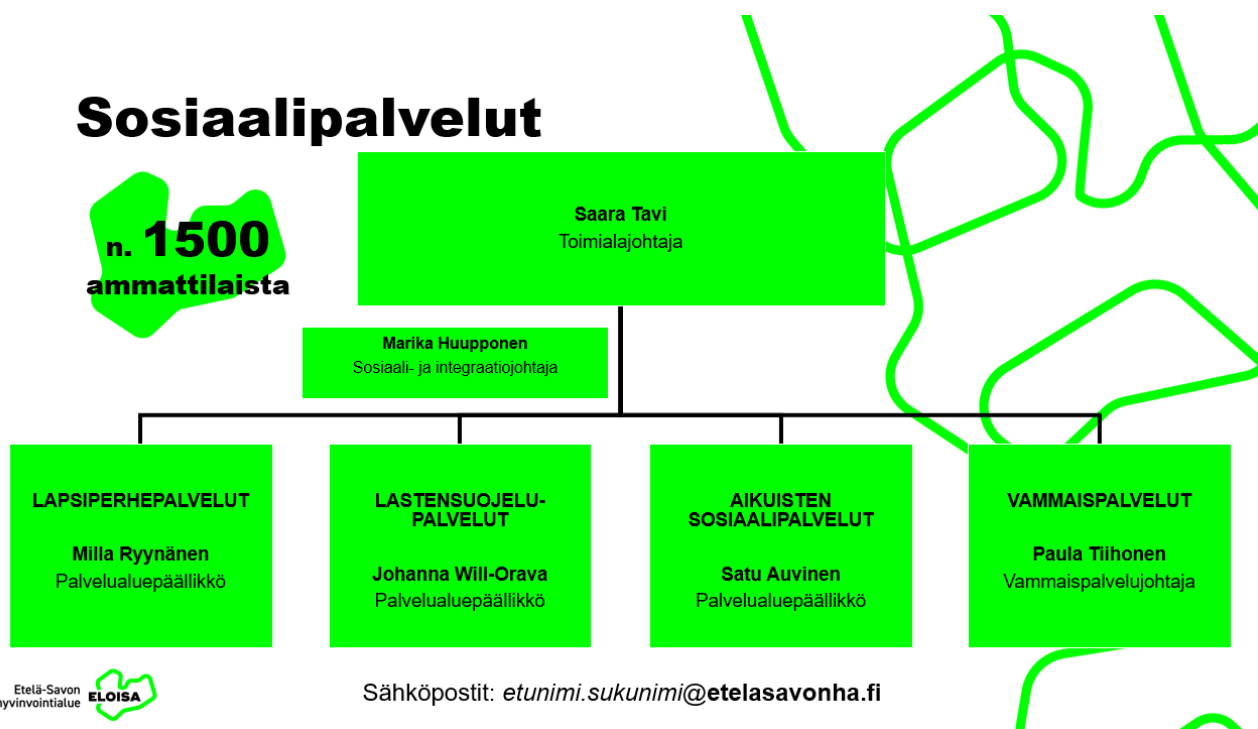 Sosiaalipalvelut
n. 1500
ammattilaista
Saara Tavi
Toimialajohtaja
Marika Huupponen
Sosiaali- ja integraatiojohtaja
LAPSIPERHEPALVELUT
Milla Ryynänen
Palvelualuepäällikkö
LASTENSUOJELU-
PALVELUT
Johanna Will-Orava
Palvelualuepäällikkö
AIKUISTEN
SOSIAALIPALVELUT
Satu Auvinen
Palvelualuepäällikkö
VAMMAISPALVELUT
Paula Tiihonen
Vammaispalvelujohtaja
Etelä-Savon
yvinvointialue
ELOISA
Sähköpostit: etunimi.sukunimi@etelasavonha.fi